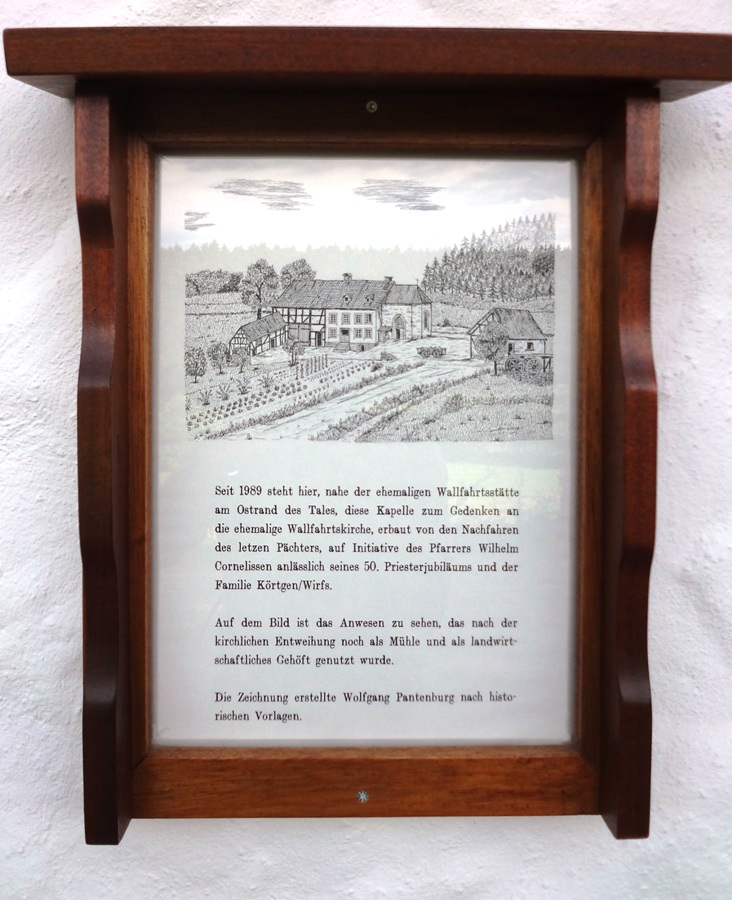 Seit 1989 steht hier, nahe der ehemaligen Wallfahrtsstätte
am Ostrand des Tales, diese Kapelle zum Gedenken an
die ehemalige Wallfahrtskirche, erbaut von den Nachfahren
des letzen Pächters, auf Initiative des Pfarrers Wilhelm
Cornelissen anlässlich seines 50. Priesterjubiläums und der
Familie Körtgen/Wirfs.
Auf dem Bild ist das Anwesen zu sehen, das nach der
kirchlichen Entweihung noch als Mühle und als landwirt-
schaftliches Gehöft genutzt wurde.
Die Zeichnung erstellte Wolfgang Pantenburg nach histo-
rischen Vorlagen.